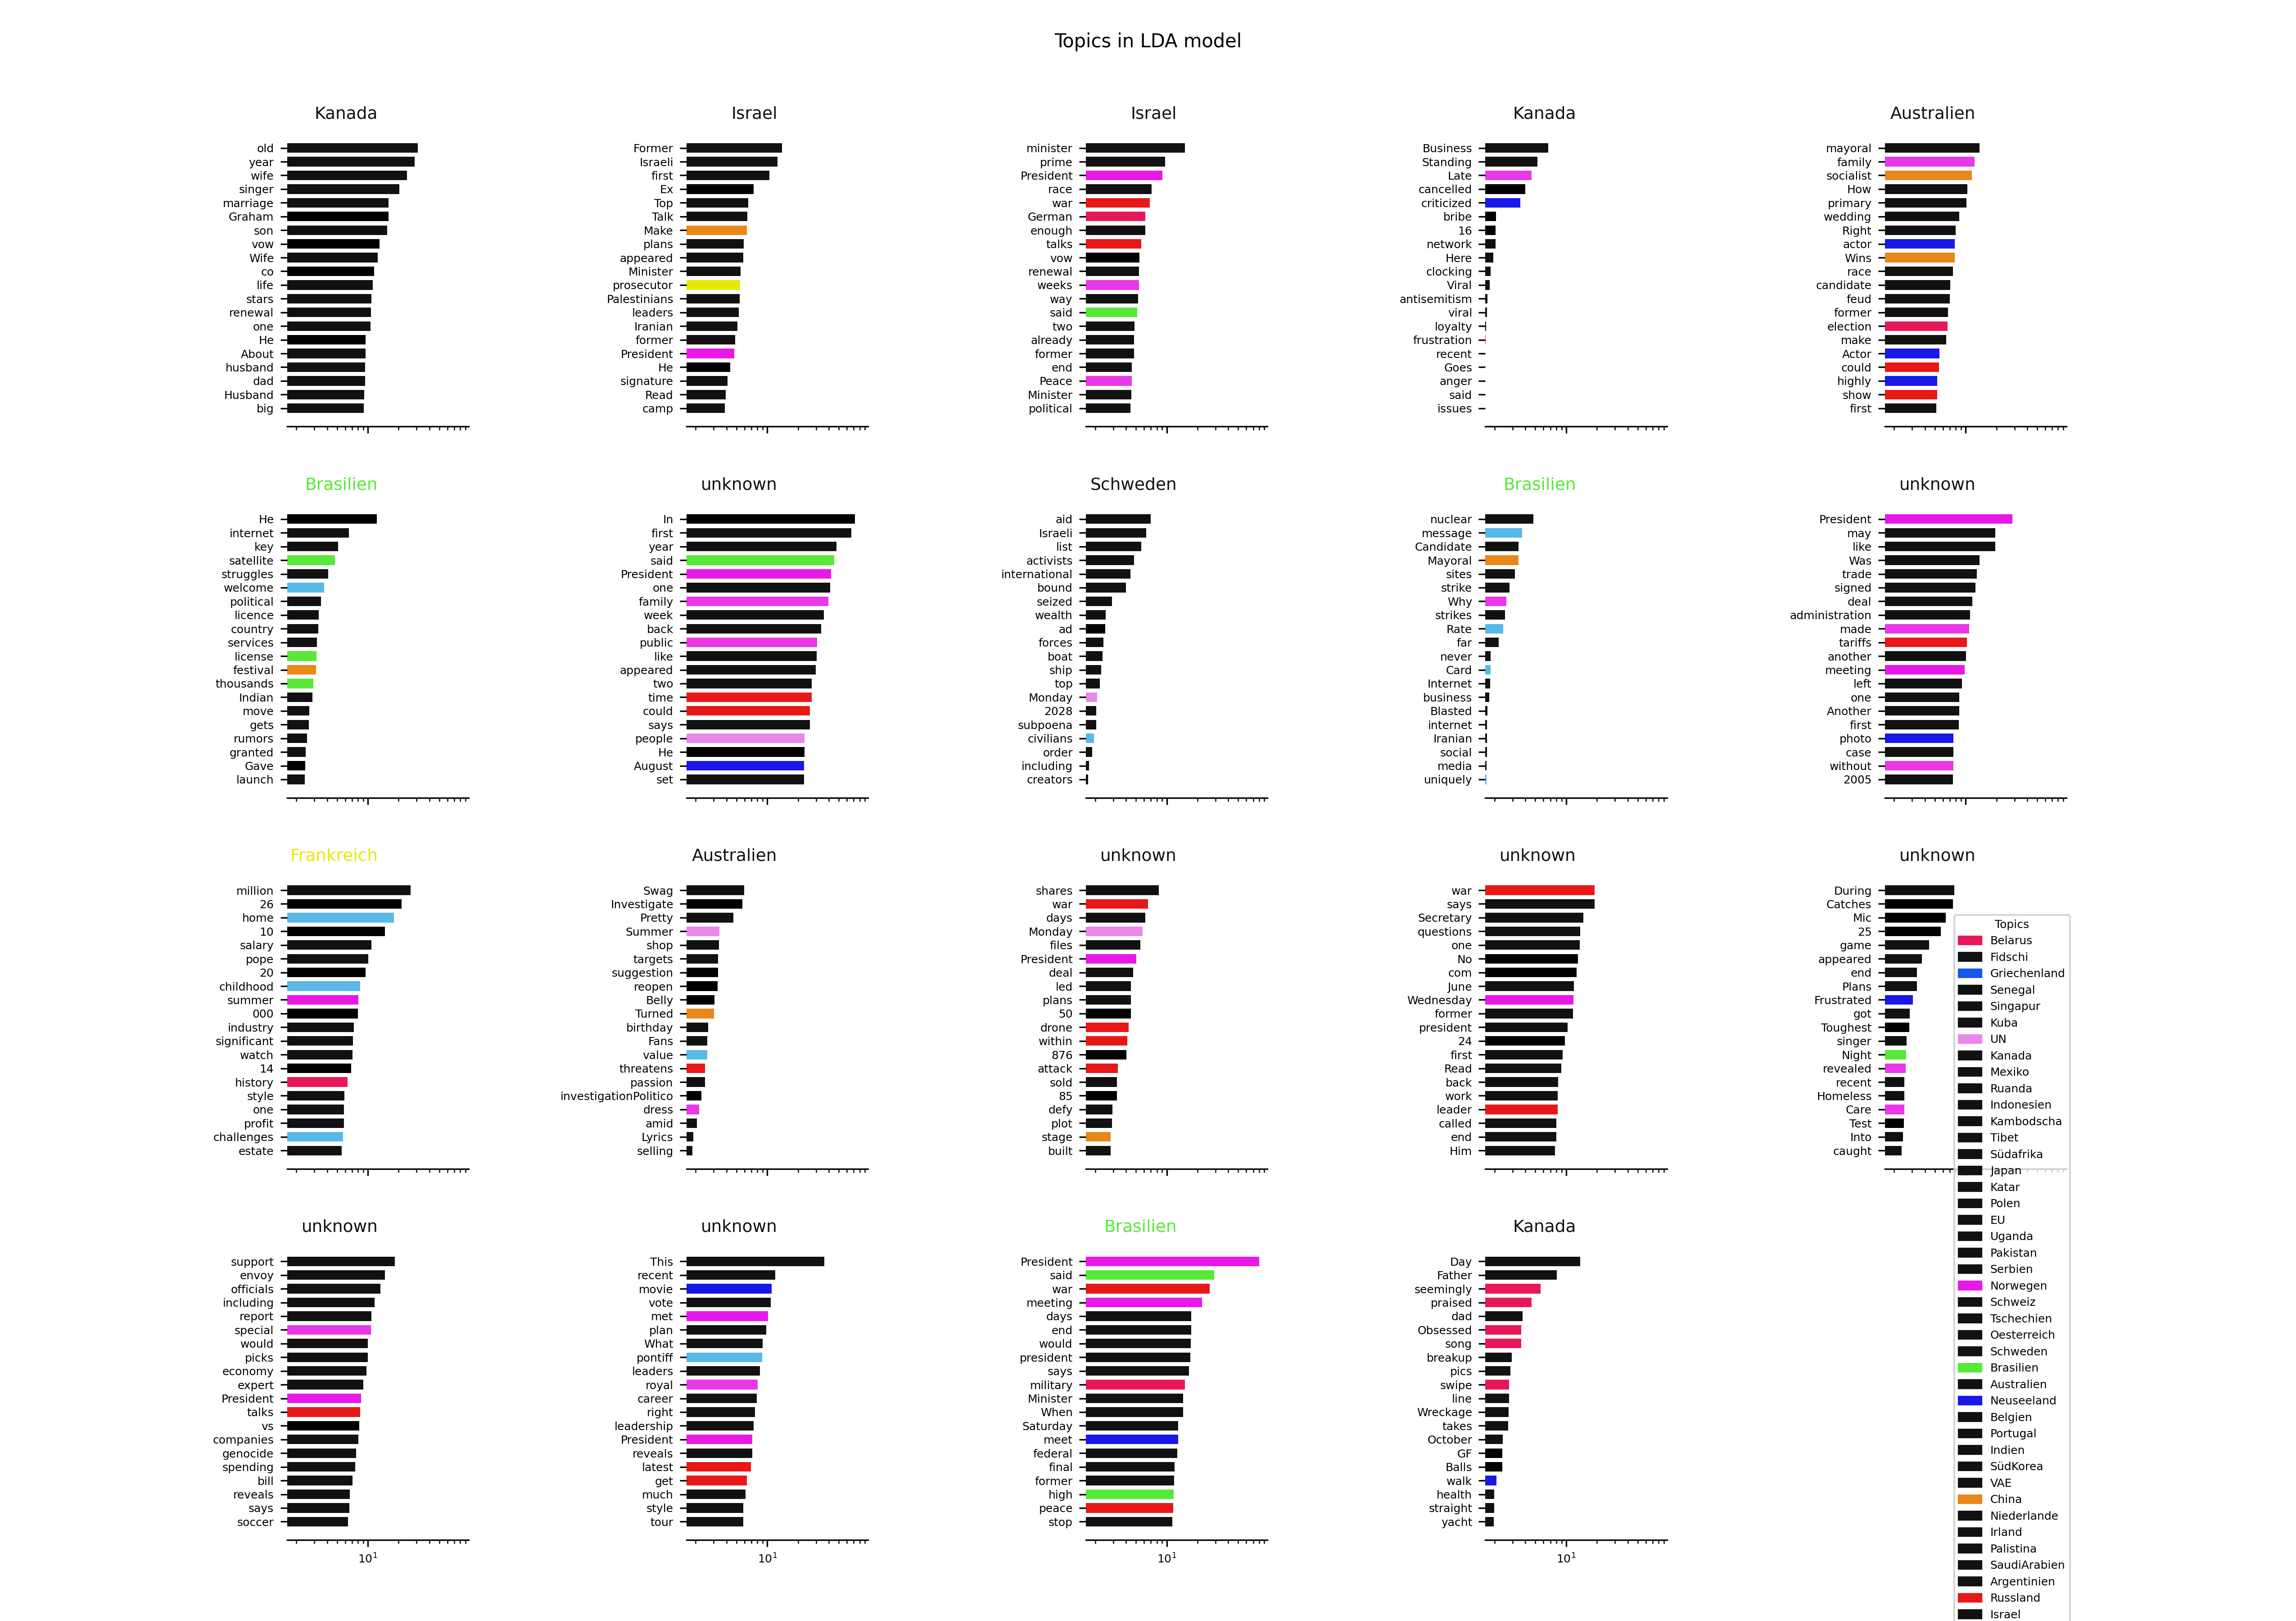 Topics in LDA model
Kanada
old
year
wife
singer
marriage
Graham
son
vow
Wife
co
life
stars
renewal
one
He
About
husband
dad
Husband
big
Israel
Former
Israeli
first
Ex
Top
Talk
Make
plans
appeared
Minister
prosecutor
Palestinians
leaders
Iranian
former
President
He
signature
Read
camp
Israel
minister
prime
President
race
war
German
enough
talks
vow
renewal
weeks
way
said
two
already
former
end
Peace
Minister
political
Kanada
Business
Standing
Late
cancelled
criticized
bribe
16
network
Here
clocking
Viral
antisemitism
viral
loyalty
frustration
recent
Goes
anger
said
issues
Australien
mayoral
family
socialist
How
primary
wedding
Right
actor
Wins
race
candidate
feud
former
election
make
Actor
could
highly
show
first
Brasilien
He
internet
key
satellite
struggles
welcome
political
licence
country
services
license
festival
thousands
Indian
move
gets
rumors
granted
Gave
launch
unknown
In
first
year
said
President
one
family
week
back
public
like
appeared
two
time
could
says
people
He
August
set
Schweden
aid
Israeli
list
activists
international
bound
seized
wealth
ad
forces
boat
ship
top
Monday
2028
subpoena
civilians
order
including
creators
Brasilien
nuclear
message
Candidate
Mayoral
sites
strike
Why
strikes
Rate
far
never
Card
Internet
business
Blasted
internet
Iranian
social
media
uniquely
unknown
President
may
like
Was
trade
signed
deal
administration
made
tariffs
another
meeting
left
one
Another
first
photo
case
without
2005
Frankreich
million
26
home
10
salary
pope
20
childhood
summer
000
industry
significant
watch
14
history
style
one
profit
challenges
estate
Australien
Swag
Investigate
Pretty
Summer
shop
targets
suggestion
reopen
Belly
Turned
birthday
Fans
value
threatens
passion
investigationPolitico
dress
amid
Lyrics
selling
unknown
shares
war
days
Monday
files
President
deal
led
plans
50
drone
within
876
attack
sold
85
defy
plot
stage
built
unknown
war
says
Secretary
questions
one
No
com
June
Wednesday
former
president
24
first
Read
back
work
leader
called
end
Him
unknown
During
Catches
Mic
25
game
appeared
end
Plans
Frustrated
got
Toughest
singer
Night
revealed
recent
Homeless
Care
Test
Into
caught
unknown
support
envoy
officials
including
report
special
would
picks
economy
expert
President
talks
vs
companies
genocide
spending
bill
reveals
says
soccer
10¹
unknown
This
recent
movie
vote
met
plan
What
pontiff
leaders
royal
career
right
leadership
President
reveals
latest
get
much
style
tour
10¹
Brasilien
President
said
war
meeting
days
end
would
president
says
military
Minister
When
Saturday
meet
federal
final
former
high
peace
stop
10¹
Kanada
Day
Father
seemingly
praised
dad
Obsessed
song
breakup
pics
swipe
line
Wreckage
takes
October
GF
Balls
walk
health
straight
yacht
10¹
Topics
Belarus
Fidschi
Griechenland
Senegal
Singapur
Kuba
UN
Kanada
Mexiko
Ruanda
Indonesien
Kambodscha
Tibet
Südafrika
Japan
Katar
Polen
EU
Uganda
Pakistan
Serbien
Norwegen
Schweiz
Tschechien
Oesterreich
Schweden
Brasilien
Australien
Neuseeland
Belgien
Portugal
Indien
SüdKorea
VAE
China
Niederlande
Irland
Palistina
SaudiArabien
Argentinien
Russland
Israel